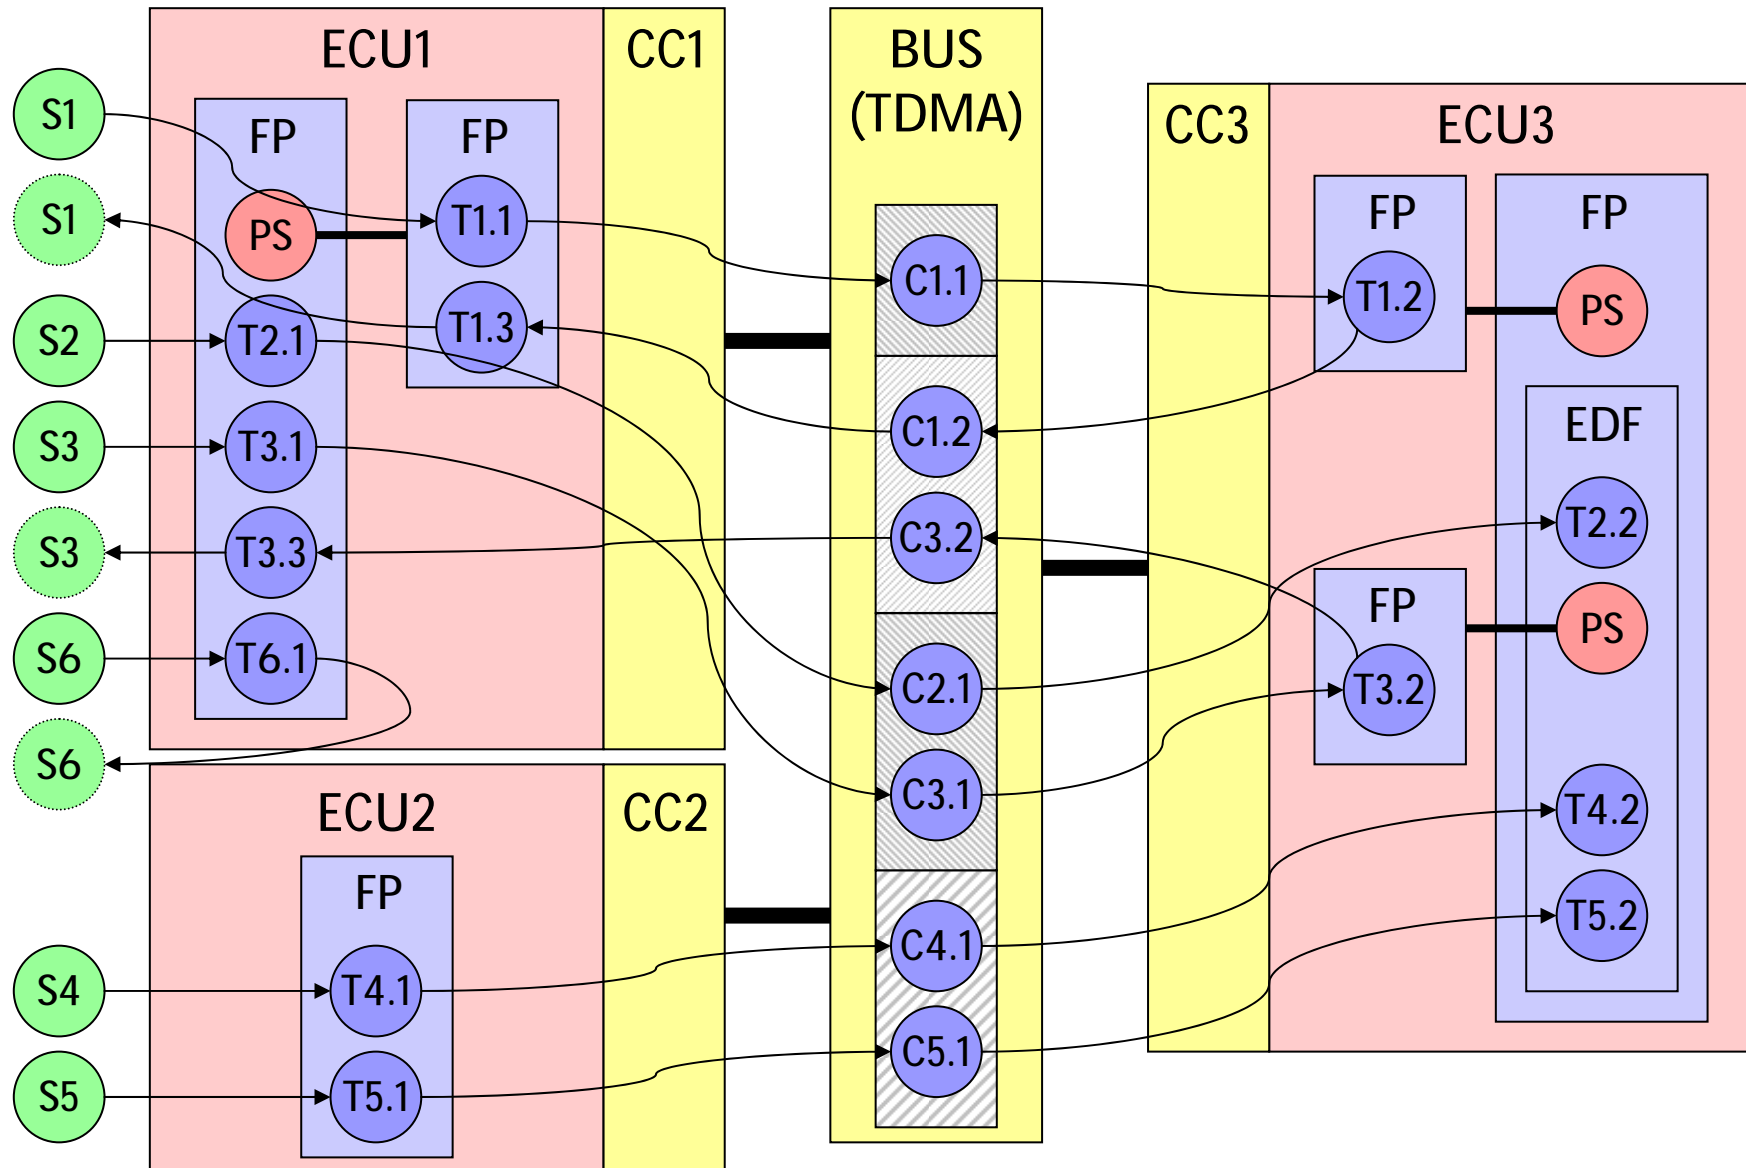 S1
S1
S2
S3
S3
S6
S6
S4
S5
ECU1
CC1
FP
PS
T2.1
T3.1
T3.3
T6.1
FP
T1.1
T1.3
ECU2
CC2
FP
T4.1
T5.1
BUS
(TDMA)
C1.1
C1.2
C3.2
C2.1
C3.1
C4.1
C5.1
CC3
ECU3
FP
T1.2
FP
T3.2
FP
PS
EDF
T2.2
PS
T4.2
T5.2